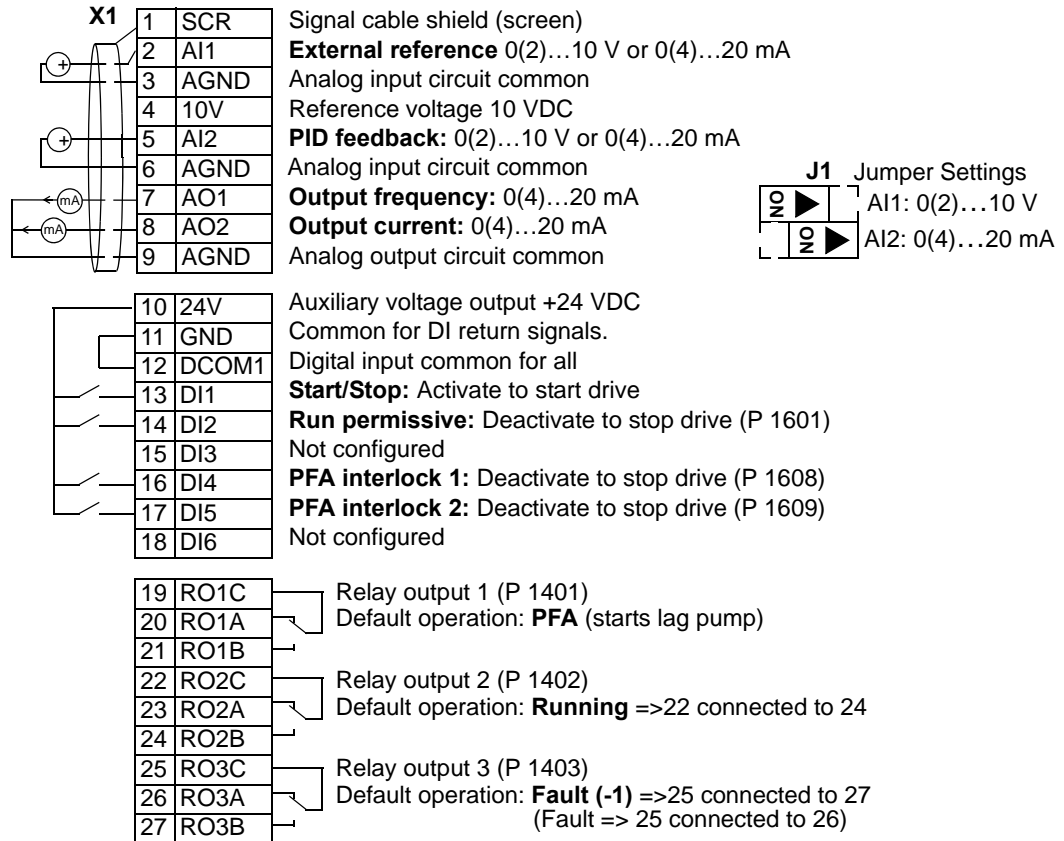 X1
1 SCR Signal cable shield (screen)
2 AI1 External reference 0(2)…10 V or 0(4)…20 mA
3 AGND Analog input circuit common
4 10V Reference voltage 10 VDC
5 AI2 PID feedback: 0(2)…10 V or 0(4)…20 mA
6 AGND Analog input circuit common
7 AO1 Output frequency: 0(4)…20 mA
8 AO2 Output current: 0(4)…20 mA
9 AGND Analog output circuit common
+
+
mA
mA
J1 Jumper Settings
ON AI1: 0(2)…10 V
ON AI2: 0(4)…20 mA
10 24V Auxiliary voltage output +24 VDC
11 GND Common for DI return signals.
12 DCOM1 Digital input common for all
13 DI1 Start/Stop: Activate to start drive
14 DI2 Run permissive: Deactivate to stop drive (P 1601)
15 DI3 Not configured
16 DI4 PFA interlock 1: Deactivate to stop drive (P 1608)
17 DI5 PFA interlock 2: Deactivate to stop drive (P 1609)
18 DI6 Not configured
19 RO1C Relay output 1 (P 1401)
20 RO1A Default operation: PFA (starts lag pump)
21 RO1B
22 RO2C Relay output 2 (P 1402)
23 RO2A Default operation: Running =>22 connected to 24
24 RO2B
25 RO3C Relay output 3 (P 1403)
26 RO3A Default operation: Fault (-1) =>25 connected to 27
27 RO3B (Fault => 25 connected to 26)